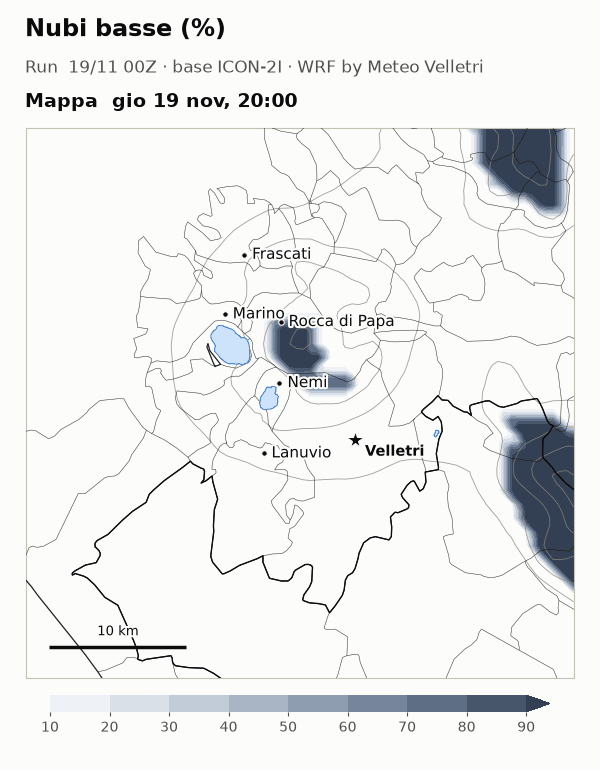 Nubi basse (%)
Run  19/11 00Z · base ICON-2I · WRF by Meteo Velletri
Mappa  gio 19 nov, 20:00
Frascati
Marino
Rocca di Papa
Nemi
Velletri
Lanuvio
10 km
10 20 30 40 50 60 70 80 90